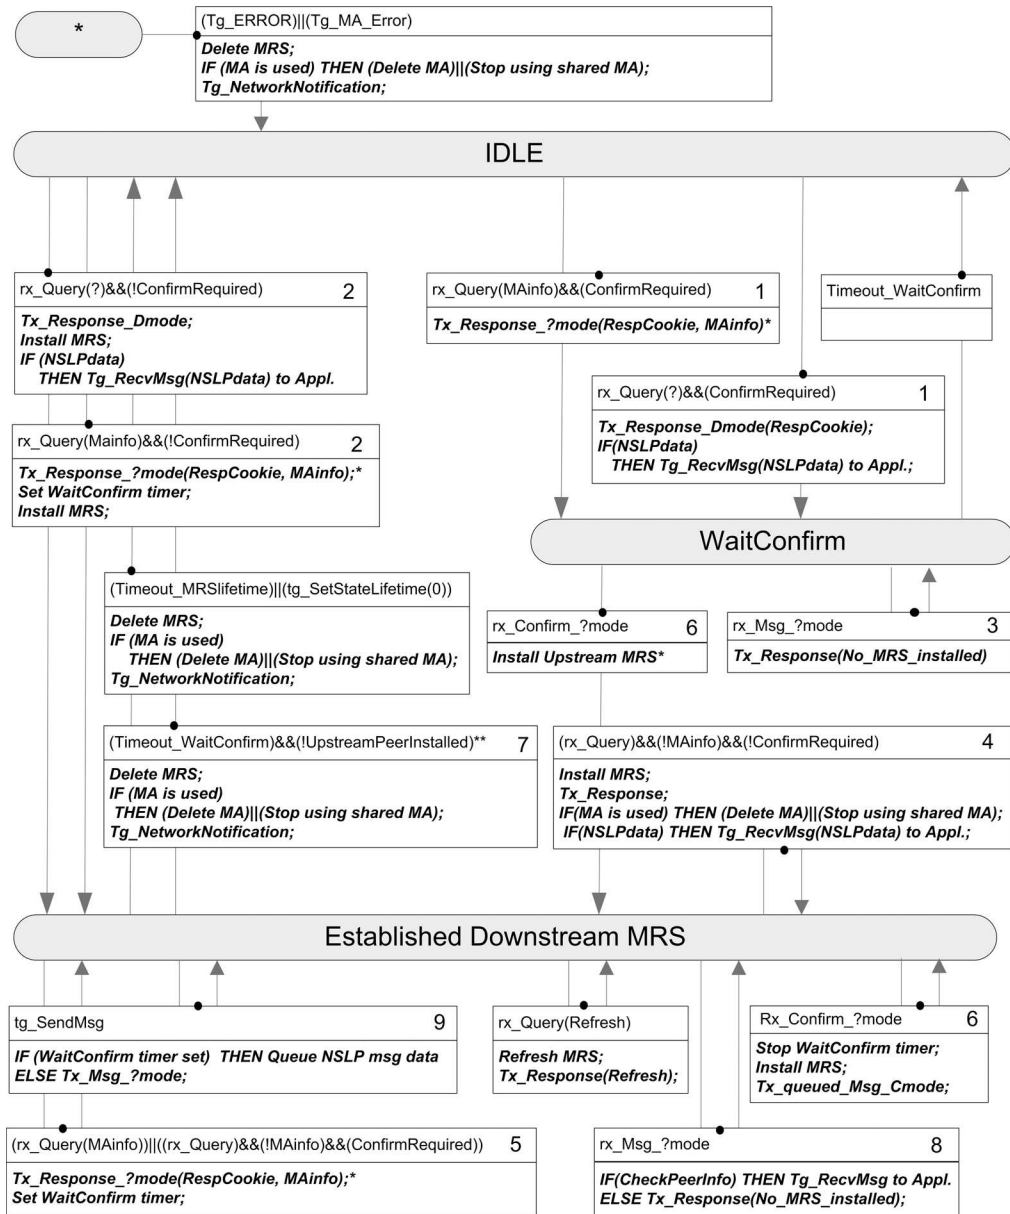 *
(Tg_ERROR)||(Tg_MA_Error)
Delete MRS;
IF (MA is used) THEN (Delete MA)||(Stop using shared MA);
Tg_NetworkNotification;
IDLE
rx_Query(?)&&(!ConfirmRequired) 2
Tx_Response_Dmode;
Install MRS;
IF (NSLPdata)
THEN Tg_RecvMsg(NSLPdata) to Appl.
rx_Query(MAinfo)&&(ConfirmRequired) 1
Tx_Response_?mode(RespCookie, MAinfo)*
Timeout_WaitConfirm
rx_Query(?)&&(ConfirmRequired) 1
Tx_Response_Dmode(RespCookie);
IF(NSLPdata)
THEN Tg_RecvMsg(NSLPdata) to Appl.;
rx_Query(Mainfo)&&(!ConfirmRequired) 2
Tx_Response_?mode(RespCookie, MAinfo);*
Set WaitConfirm timer;
Install MRS;
WaitConfirm
(Timeout_MRSlifetime)||(tg_SetStateLifetime(0))
Delete MRS;
IF (MA is used)
THEN (Delete MA)||(Stop using shared MA);
Tg_NetworkNotification;
rx_Confirm_?mode 6
Install Upstream MRS*
rx_Msg_?mode 3
Tx_Response(No_MRS_installed)
(Timeout_WaitConfirm)&&(!UpstreamPeerInstalled)** 7
Delete MRS;
IF (MA is used)
THEN (Delete MA)||(Stop using shared MA);
Tg_NetworkNotification;
(rx_Query)&&(!MAinfo)&&(!ConfirmRequired) 4
Install MRS;
Tx_Response;
IF(MA is used) THEN (Delete MA)||(Stop using shared MA);
IF(NSLPdata) THEN Tg_RecvMsg(NSLPdata) to Appl.;
Established Downstream MRS
tg_SendMsg 9
IF (WaitConfirm timer set) THEN Queue NSLP msg data
ELSE Tx_Msg_?mode;
rx_Query(Refresh)
Refresh MRS;
Tx_Response(Refresh);
Rx_Confirm_?mode 6
Stop WaitConfirm timer;
Install MRS;
Tx_queued_Msg_Cmode;
(rx_Query(MAinfo))||((rx_Query)&&(!MAinfo)&&(ConfirmRequired)) 5
Tx_Response_?mode(RespCookie, MAinfo);*
Set WaitConfirm timer;
rx_Msg_?mode 8
IF(CheckPeerInfo) THEN Tg_RecvMsg to Appl.
ELSE Tx_Response(No_MRS_installed);